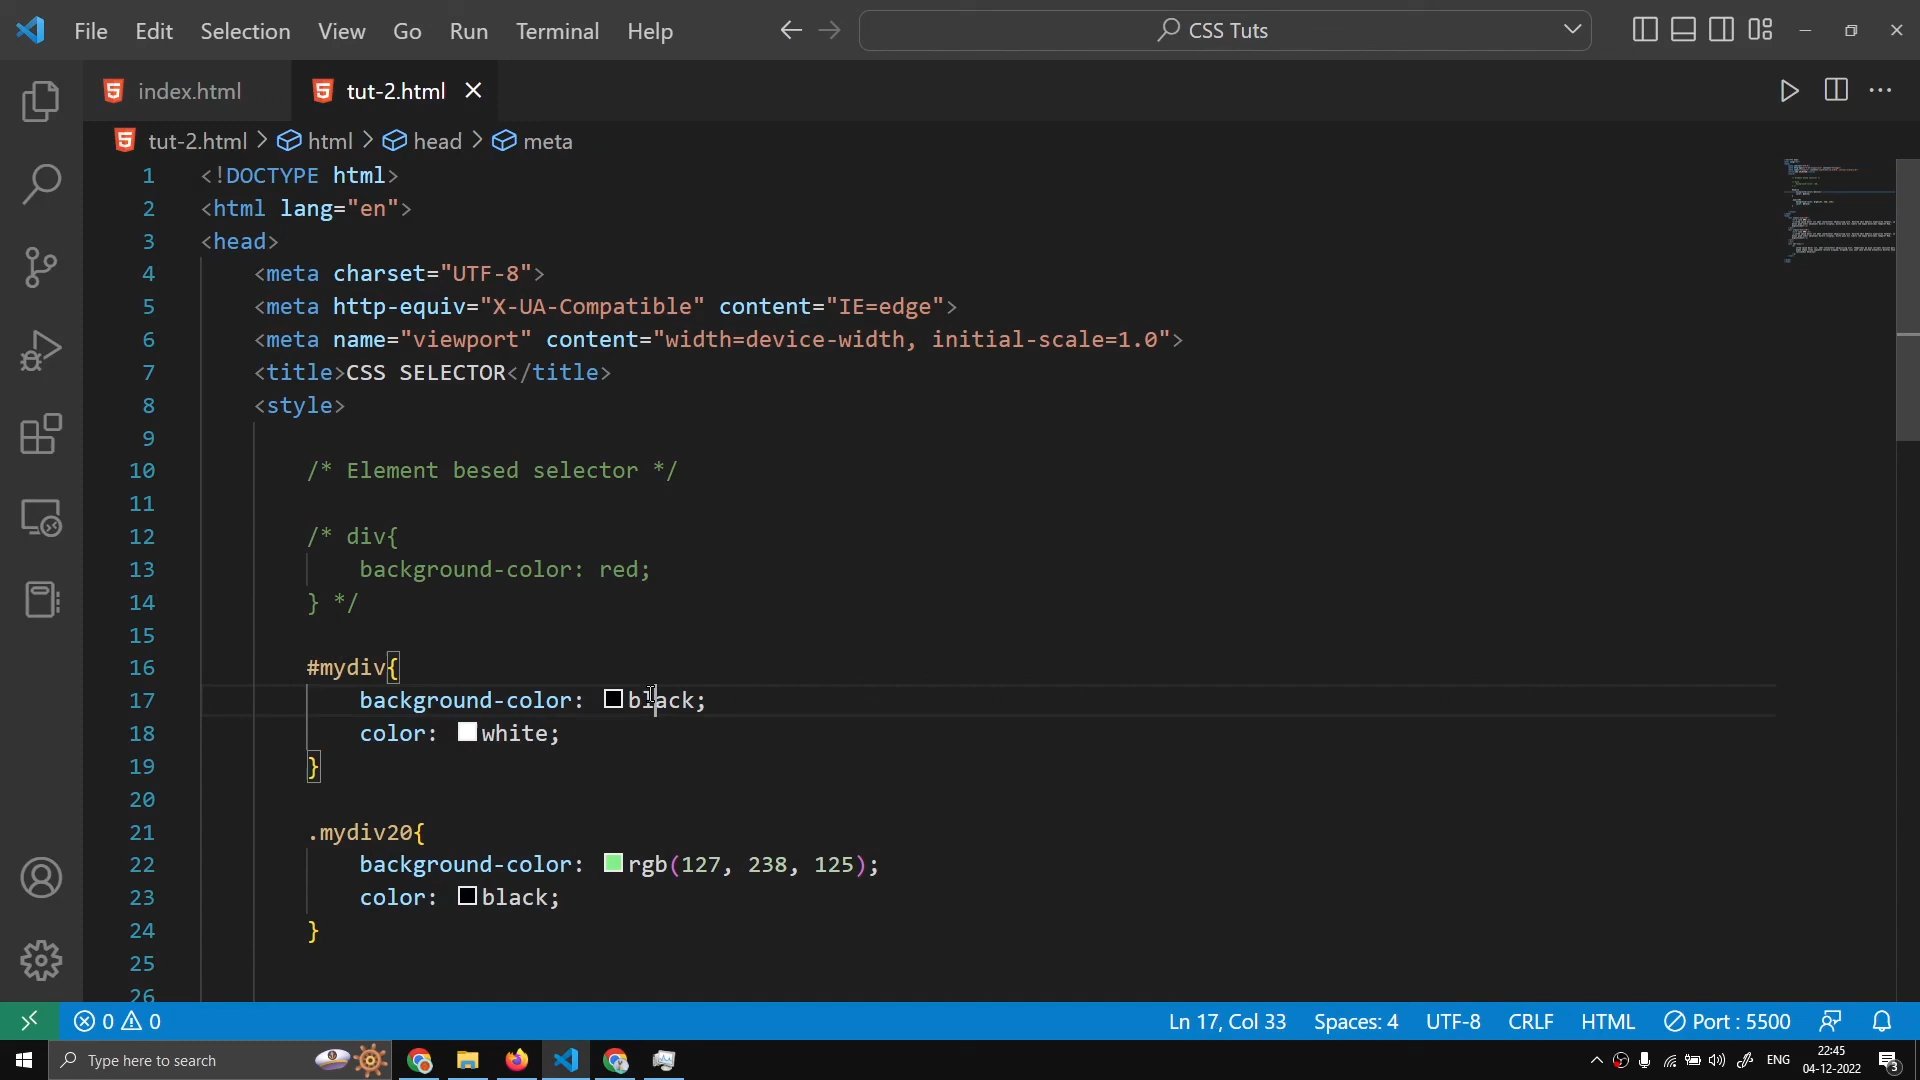 File Edit Selection View Go Run Terminal Help CSS Tuts
index.html tut-2.html
tut-2.html > html > head > meta
1 <!DOCTYPE html>
2 <html lang="en">
3 <head>
4 <meta charset="UTF-8">
5 <meta http-equiv="X-UA-Compatible" content="IE=edge">
6 <meta name="viewport" content="width=device-width, initial-scale=1.0">
7 <title>CSS SELECTOR</title>
8 <style>
9
10 /* Element besed selector */
11
12 /* div{
13 background-color: red;
14 } */
15
16 #mydiv{
17 background-color: black;
18 color: white;
19 }
20
21 .mydiv20{
22 background-color: rgb(127, 238, 125);
23 color: black;
24 }
25
26
0 0 Ln 17, Col 33 Spaces: 4 UTF-8 CRLF HTML Port : 5500
Type here to search ENG 22:45
04-12-2022 3